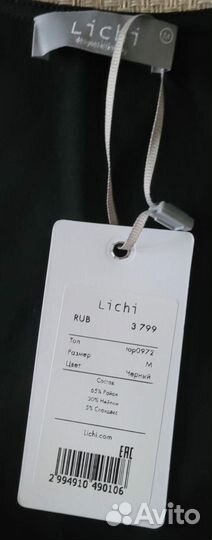 Lichi
M
Lichi
RUB 3 799
Топ top0972
Размер M
Цвет Черный
Состав
65% Район
30% Нейлон
5% Спандекс
Lichi.com
EAC
2 994910 490106
Avito